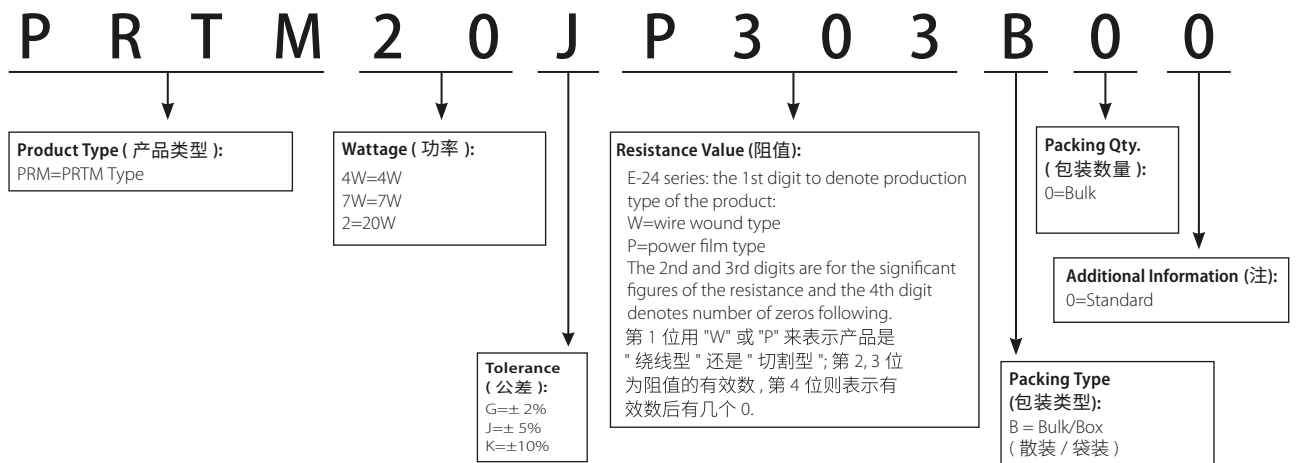 P R T M 2 0 J P 3 0 3 B 0 0
Product Type ( 产品类型 ):
PRM=PRTM Type
Wattage ( 功率 ):
4W=4W
7W=7W
2=20W
Tolerance
( 公差 ):
G=± 2%
J=± 5%
K=±10%
Resistance Value (阻值):
E-24 series: the 1st digit to denote production
type of the product:
W=wire wound type
P=power film type
The 2nd and 3rd digits are for the significant
figures of the resistance and the 4th digit
denotes number of zeros following.
第 1 位用 "W" 或 "P" 来表示产品是
" 绕线型 " 还是 " 切割型 "; 第 2, 3 位
为阻值的有效数 , 第 4 位则表示有
效数后有几个 0.
Packing Type
(包装类型):
B = Bulk/Box
( 散装 / 袋装 )
Packing Qty.
( 包装数量 ):
0=Bulk
Additional Information (注):
0=Standard